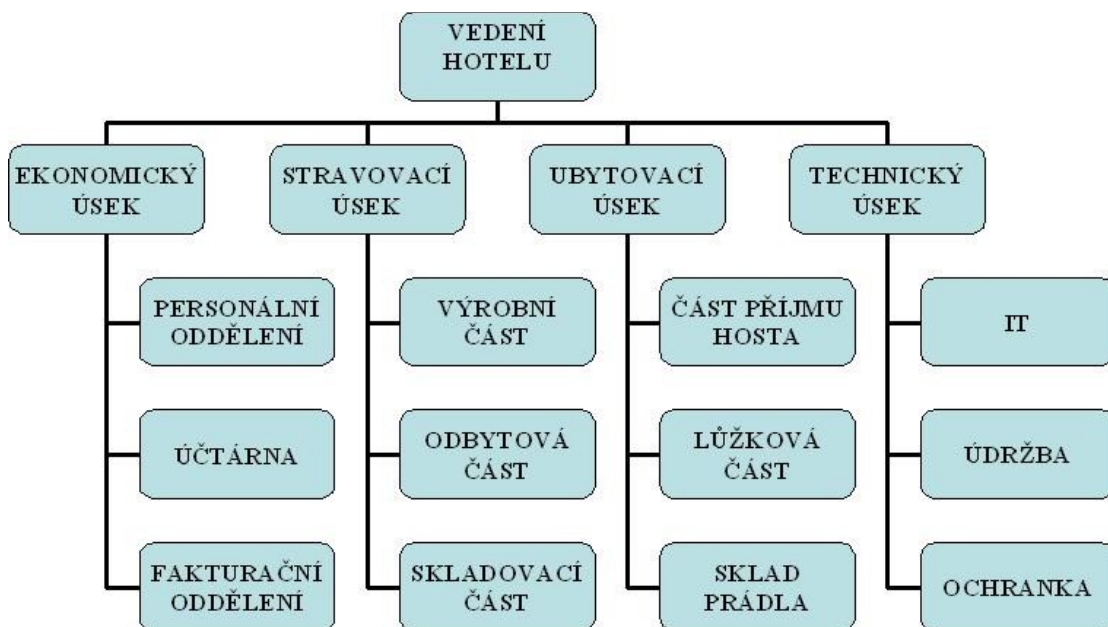 VEDENÍ
HOTELU
EKONOMICKÝ
ÚSEK
STRAVOVACÍ
ÚSEK
UBYTOVACÍ
ÚSEK
TECHNICKÝ
ÚSEK
PERSONÁLNÍ
ODDĚLENÍ
VÝROBNÍ
ČÁST
ČÁST PŘÍJMU
HOSTA
IT
ÚČTÁRNA
ODBYTOVÁ
ČÁST
LŮŽKOVÁ
ČÁST
ÚDRŽBA
FAKTURAČNÍ
ODDĚLENÍ
SKLADOVACÍ
ČÁST
SKLAD
PRÁDLA
OCHRANKA